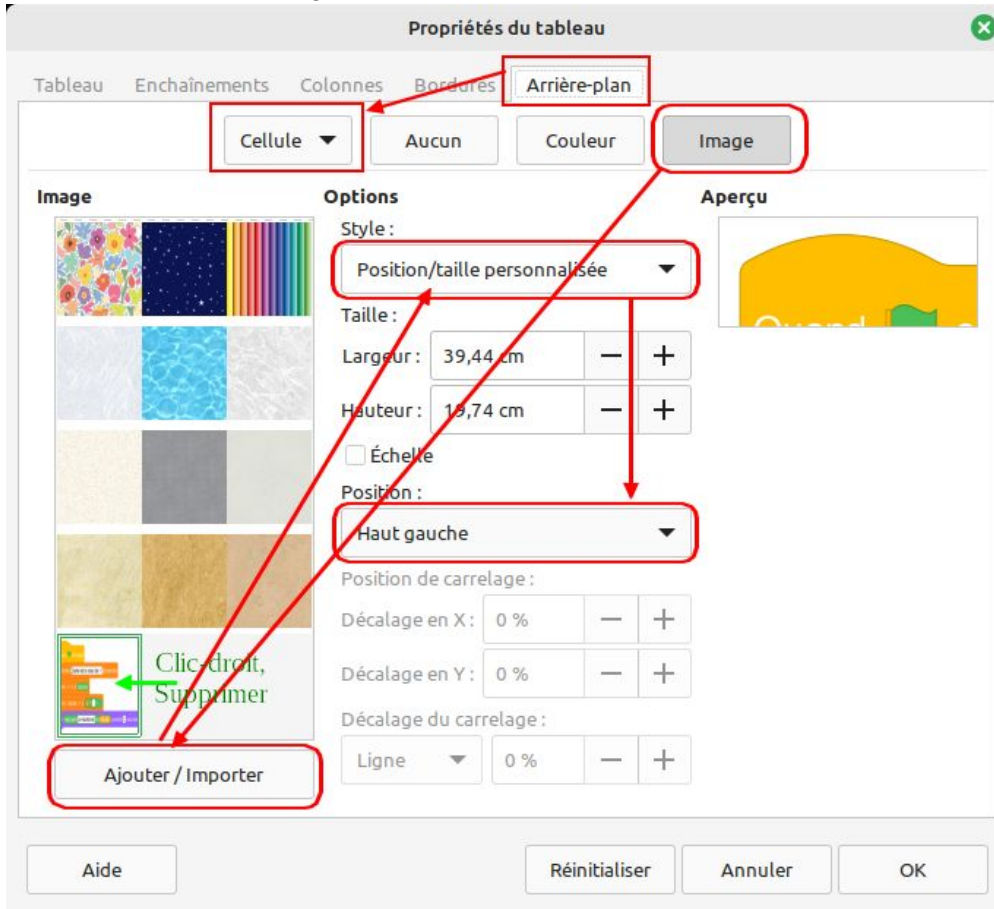 Propriétés du tableau
Tableau Enchaînements Colonnes Bordures Arrière-plan
Cellule Aucun Couleur Image
Image Options Aperçu
Style :
Position/taille personnalisée
Quand
Taille :
Largeur : 39,44 cm
Hauteur : 19,74 cm
Échelle
Position :
Haut gauche
Position de carrelage :
Décalage en X : 0 %
Clic-droit,
Supprimer
Décalage en Y : 0 %
Décalage du carrelage :
Ligne 0 %
Ajouter / Importer
Aide Réinitialiser Annuler OK